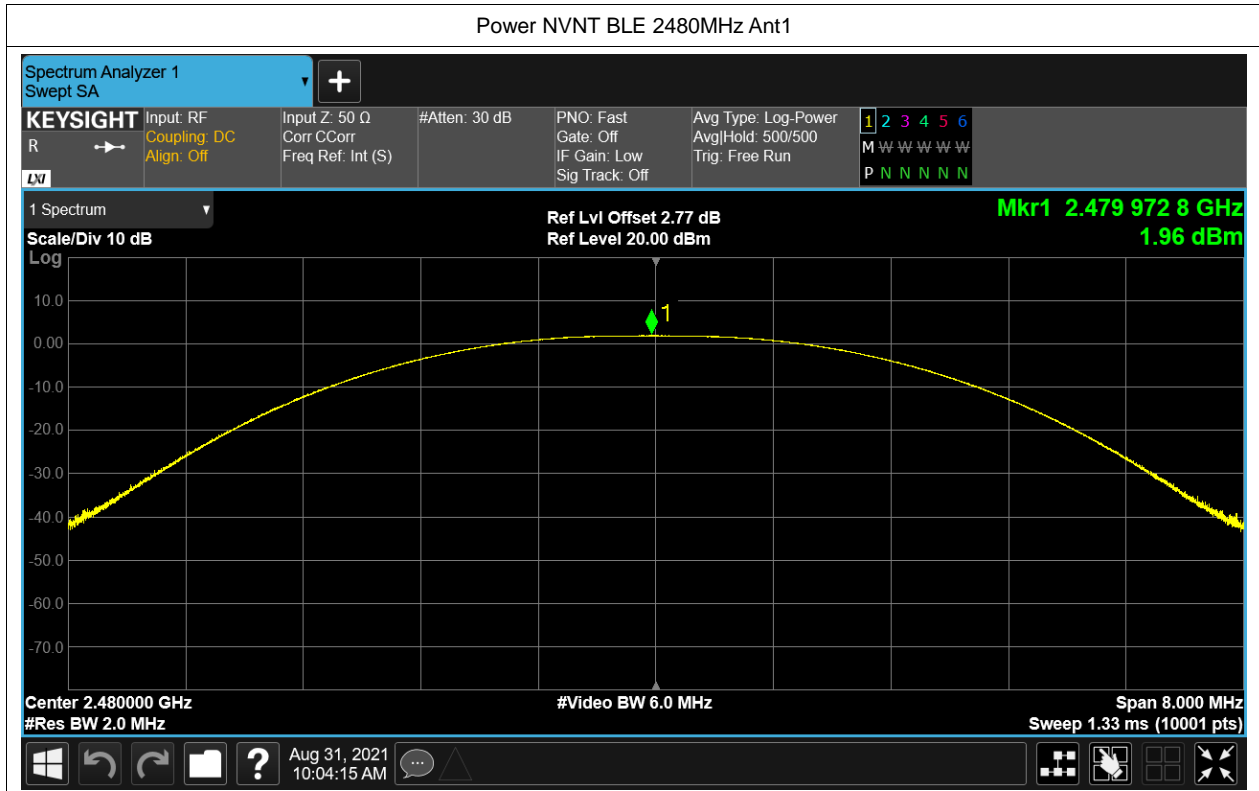 Power NVNT BLE 2480MHz Ant1
Spectrum Analyzer 1
Swept SA
KEYSIGHT
R
LXI
Input: RF
Coupling: DC
Align: Off
Input Z: 50 Ω
Corr CCorr
Freq Ref: Int (S)
#Atten: 30 dB
PNO: Fast
Gate: Off
IF Gain: Low
Sig Track: Off
Avg Type: Log-Power
Avg|Hold: 500/500
Trig: Free Run
1 2 3 4 5 6
M W W W W W
P N N N N N
1 Spectrum
Scale/Div 10 dB
Log
Ref Lvl Offset 2.77 dB
Ref Level 20.00 dBm
Mkr1 2.479 972 8 GHz
1.96 dBm
1
10.0
0.00
-10.0
-20.0
-30.0
-40.0
-50.0
-60.0
-70.0
Center 2.480000 GHz
#Res BW 2.0 MHz
#Video BW 6.0 MHz
Span 8.000 MHz
Sweep 1.33 ms (10001 pts)
?
Aug 31, 2021
10:04:15 AM